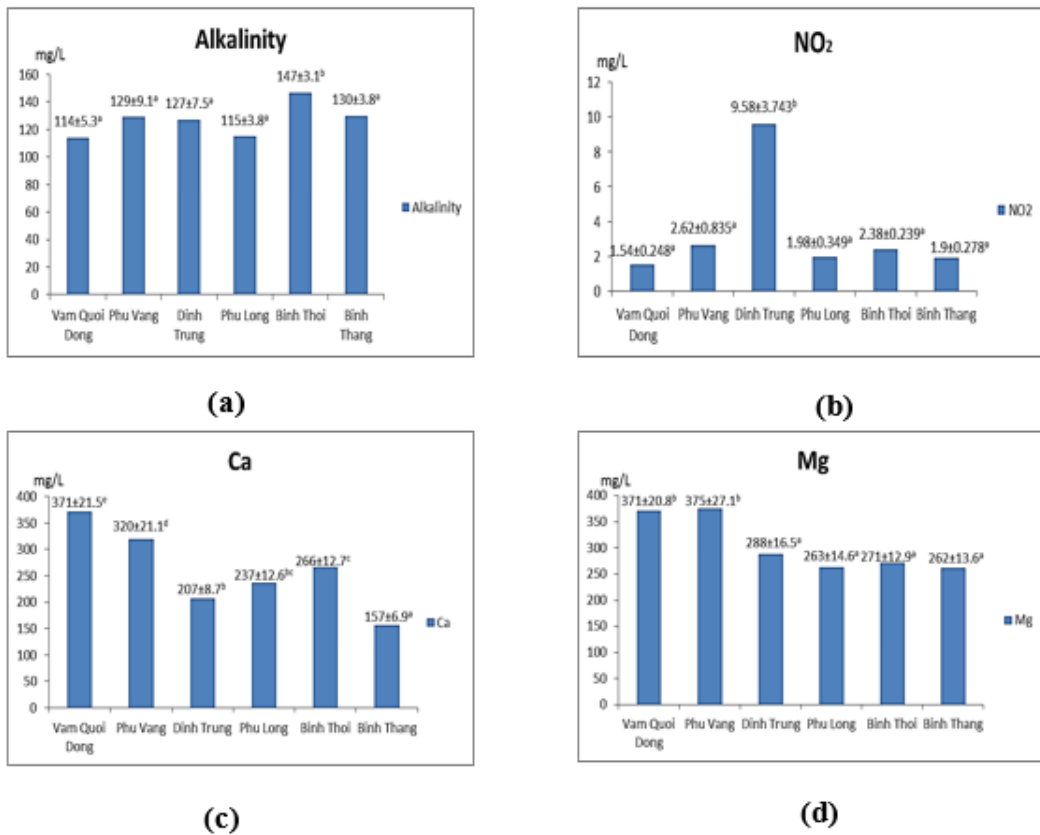 Alkalinity
mg/L
160
140
120
100
80
60
40
20
0
114±5.3ᵃ
129±9.1ᵃ
127±7.5ᵃ
115±3.8ᵃ
147±3.1ᵇ
130±3.8ᵃ
Vam Quoi Dong
Phu Vang
Dinh Trung
Phu Long
Binh Thoi
Binh Thang
Alkalinity
(a)
NO₂
mg/L
12
10
8
6
4
2
0
1.54±0.248ᵃ
2.62±0.835ᵃ
9.58±3.743ᵇ
1.98±0.349ᵃ
2.38±0.239ᵃ
1.9±0.278ᵃ
Vam Quoi Dong
Phu Vang
Dinh Trung
Phu Long
Binh Thoi
Binh Thang
NO2
(b)
Ca
mg/L
400
350
300
250
200
150
100
50
0
371±21.5ᵉ
320±21.1ᵈ
207±8.7ᵇ
237±12.6ᵇᶜ
266±12.7ᶜ
157±6.9ᵃ
Vam Quoi Dong
Phu Vang
Dinh Trung
Phu Long
Binh Thoi
Binh Thang
Ca
(c)
Mg
mg/L
400
350
300
250
200
150
100
50
0
371±20.8ᵇ
375±27.1ᵇ
288±16.5ᵃ
263±14.6ᵃ
271±12.9ᵃ
262±13.6ᵃ
Vam Quoi Dong
Phu Vang
Dinh Trung
Phu Long
Binh Thoi
Binh Thang
Mg
(d)